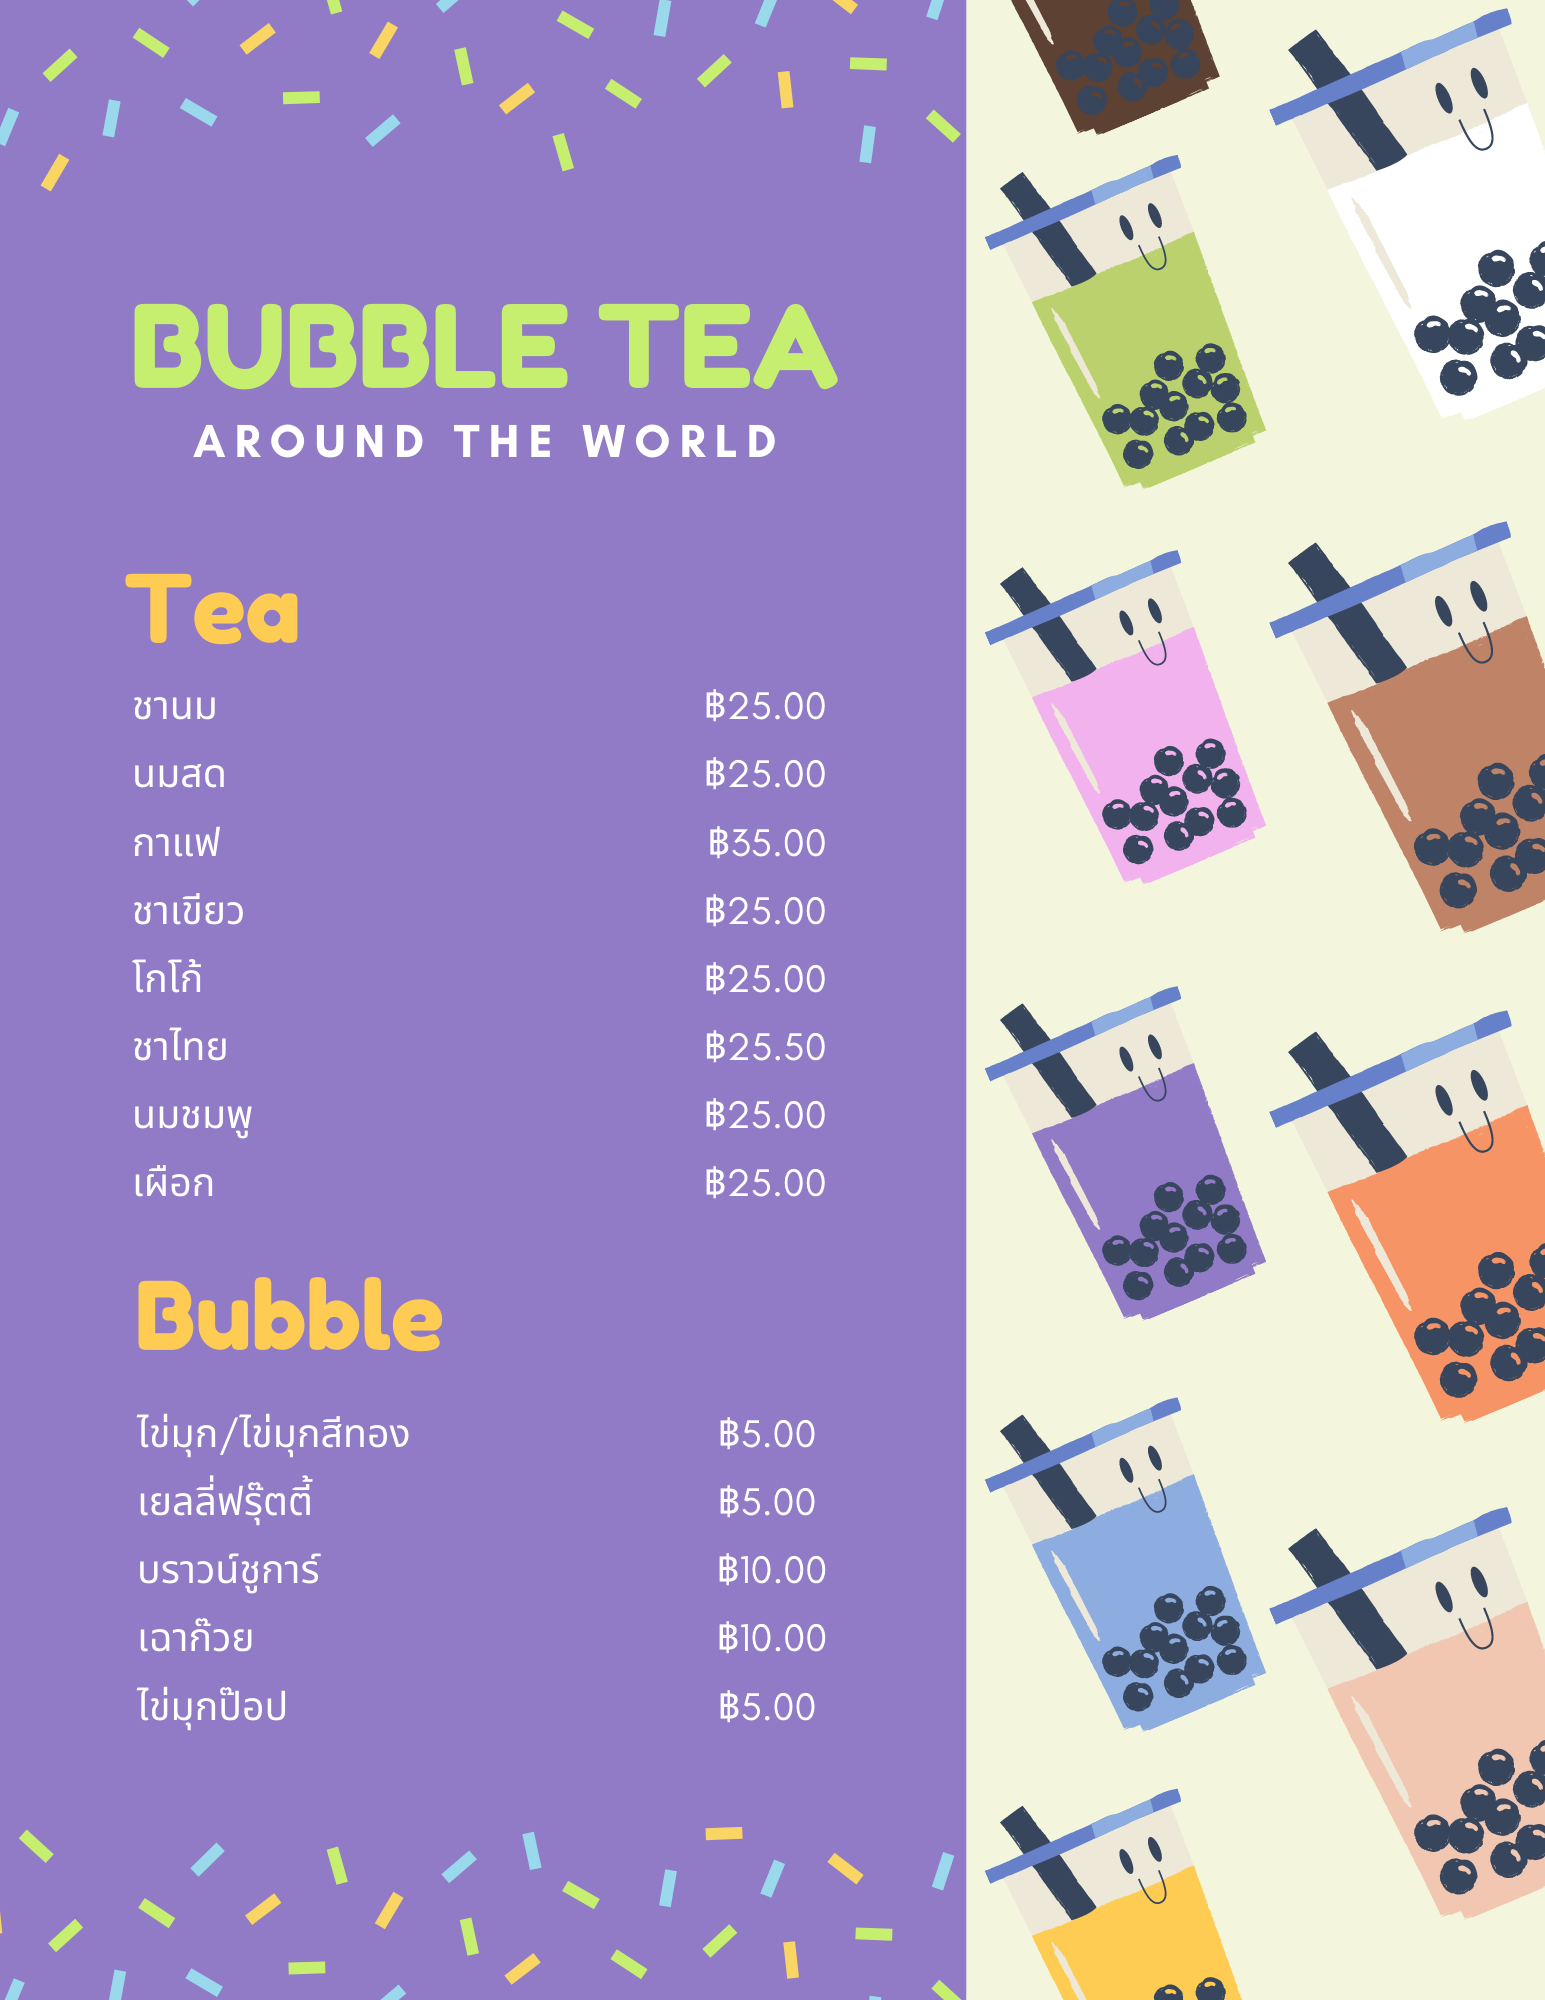 BUBBLE TEA
AROUND THE WORLD
Tea
ชานม ฿25.00
นมสด ฿25.00
กาแฟ ฿35.00
ชาเขียว ฿25.00
โกโก้ ฿25.00
ชาไทย ฿25.50
นมชมพู ฿25.00
เผือก ฿25.00
Bubble
ไข่มุก/ไข่มุกสีทอง ฿5.00
เยลลี่ฟรุ๊ตตี้ ฿5.00
บราวน์ชูการ์ ฿10.00
เฉาก๊วย ฿10.00
ไข่มุกป๊อป ฿5.00